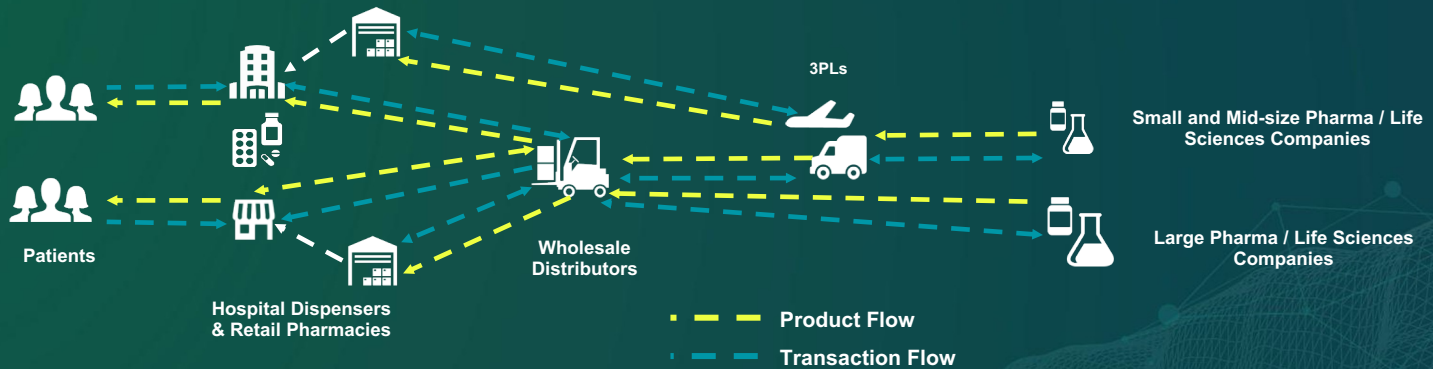 3PLs
Small and Mid-size Pharma / Life
Sciences Companies
Patients
Wholesale
Distributors
Large Pharma / Life Sciences
Companies
Hospital Dispensers
& Retail Pharmacies
Product Flow
Transaction Flow